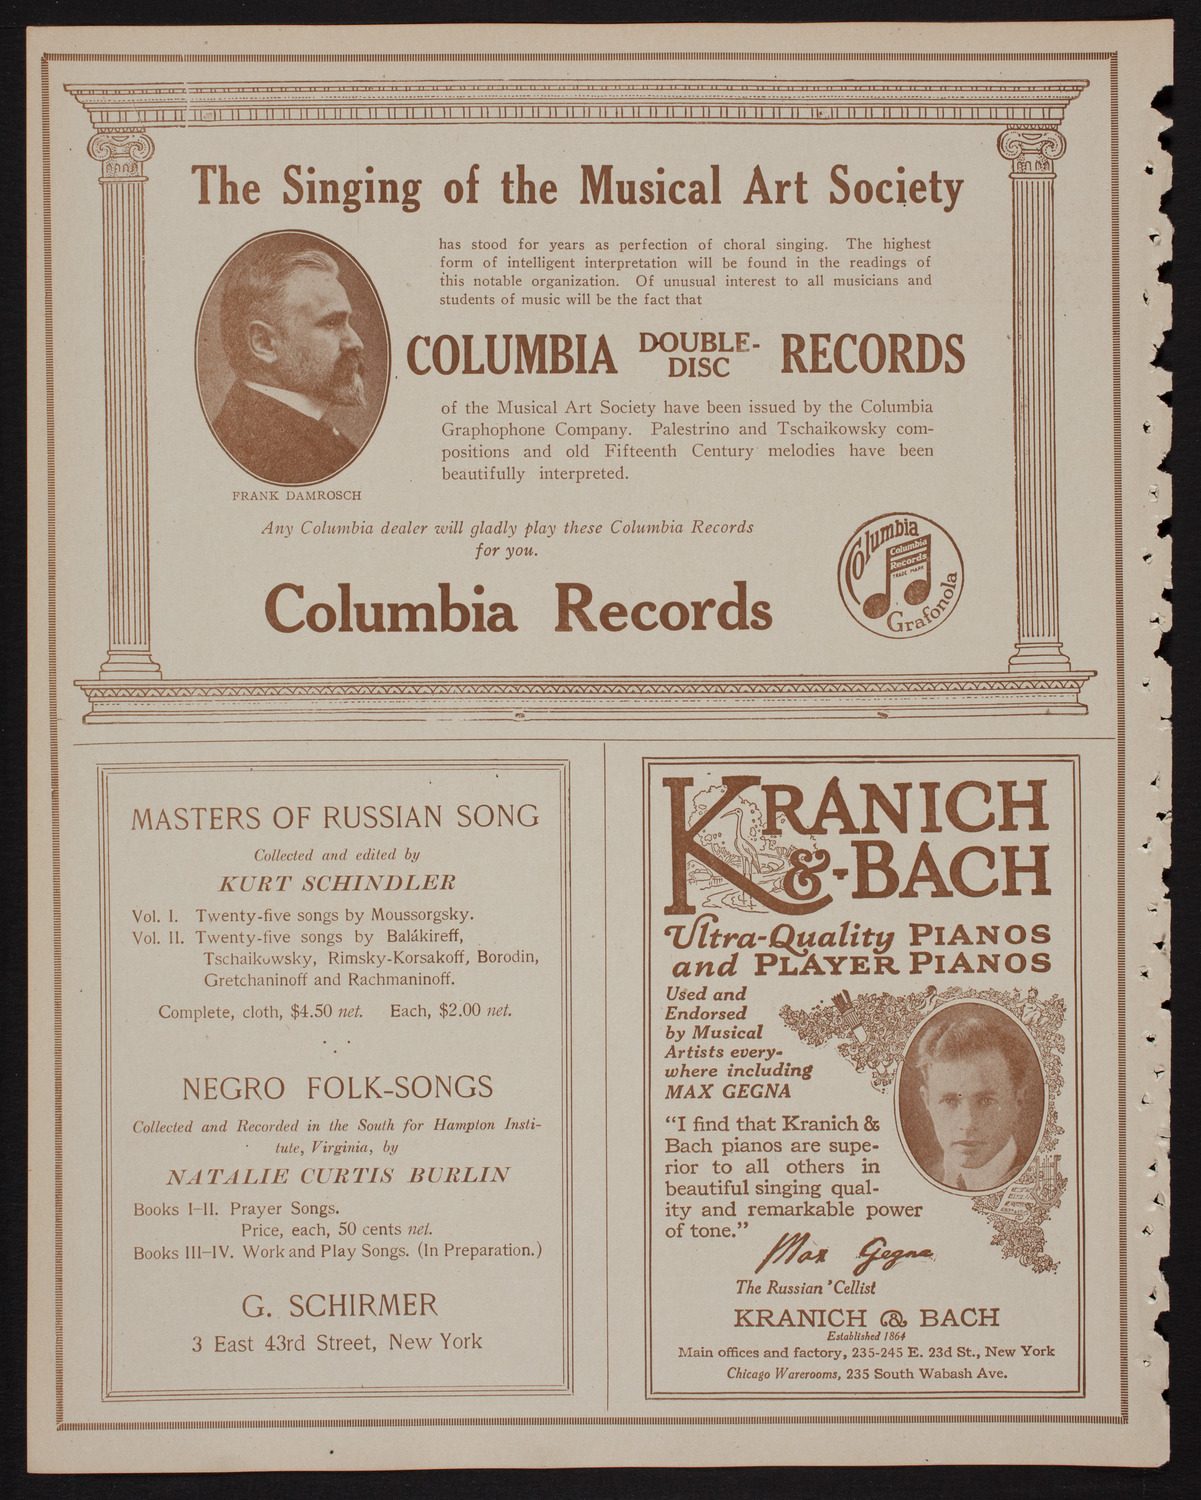 The Singing of the Musical Art Society
has stood for years as perfection of choral singing. The highest
form of intelligent interpretation will be found in the readings of
this notable organization. Of unusual interest to all musicians and
students of music will be the fact that
COLUMBIA DOUBLE-DISC RECORDS
of the Musical Art Society have been issued by the Columbia
Graphophone Company. Palestrino and Tschaikowsky com-
positions and old Fifteenth Century melodies have been
beautifully interpreted.
FRANK DAMROSCH
Any Columbia dealer will gladly play these Columbia Records
for you.
Columbia Records
Columbia
Columbia
Records
TRADE MARK
Grafonola
MASTERS OF RUSSIAN SONG
Collected and edited by
KURT SCHINDLER
Vol. I. Twenty-five songs by Moussorgsky.
Vol. II. Twenty-five songs by Balákireff,
Tschaikowsky, Rimsky-Korsakoff, Borodin,
Gretchaninoff and Rachmaninoff.
Complete, cloth, $4.50 net. Each, $2.00 net.
NEGRO FOLK-SONGS
Collected and Recorded in the South for Hampton Insti-
tute, Virginia, by
NATALIE CURTIS BURLIN
Books I–II. Prayer Songs.
Price, each, 50 cents net.
Books III–IV. Work and Play Songs. (In Preparation.)
G. SCHIRMER
3 East 43rd Street, New York
KRANICH
&-BACH
Ultra-Quality PIANOS
and PLAYER PIANOS
Used and
Endorsed
by Musical
Artists every-
where including
MAX GEGNA
"I find that Kranich &
Bach pianos are supe-
rior to all others in
beautiful singing qual-
ity and remarkable power
of tone."
Max Gegna
The Russian 'Cellist
KRANICH & BACH
Established 1864
Main offices and factory, 235-245 E. 23d St., New York
Chicago Warerooms, 235 South Wabash Ave.